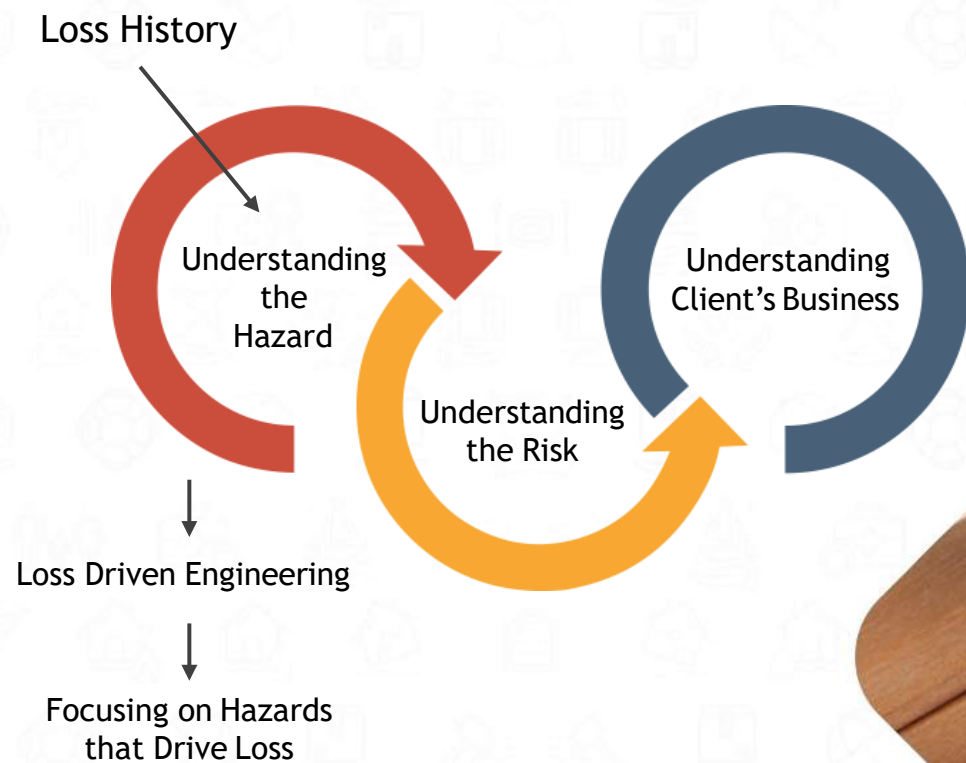 Loss History
Understanding
the
Hazard
Understanding
Client’s Business
Understanding
the Risk
Loss Driven Engineering
Focusing on Hazards
that Drive Loss